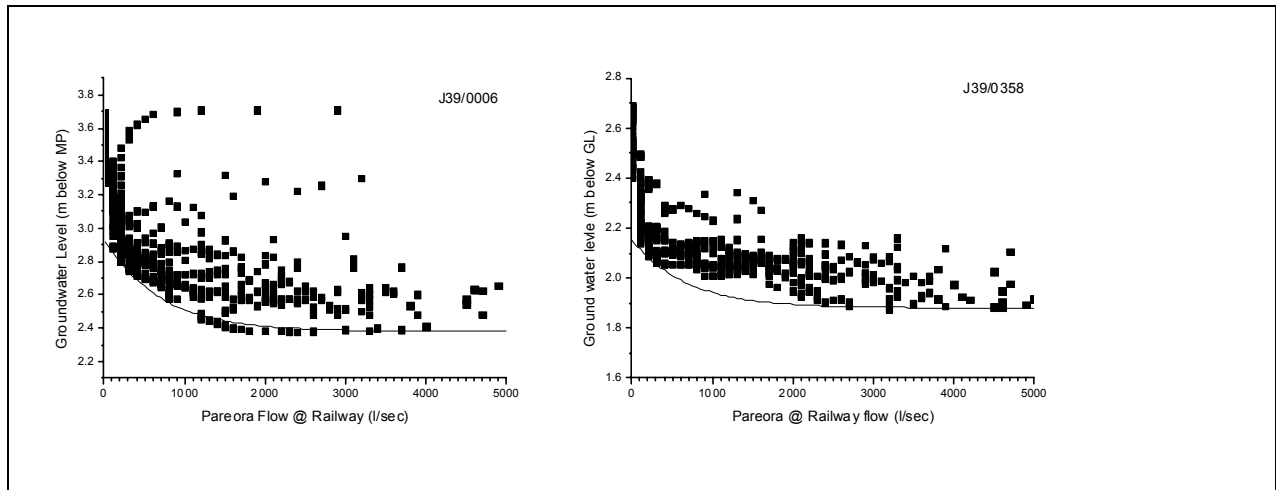 J39/0006
Groundwater Level (m below MP)
3.8
3.6
3.4
3.2
3.0
2.8
2.6
2.4
2.2
0 1000 2000 3000 4000 5000
Pareora Flow @ Railway (l/sec)
J39/0358
Ground water levle (m below GL)
2.8
2.6
2.4
2.2
2.0
1.8
1.6
0 1000 2000 3000 4000 5000
Pareora @ Railway flow (l/sec)